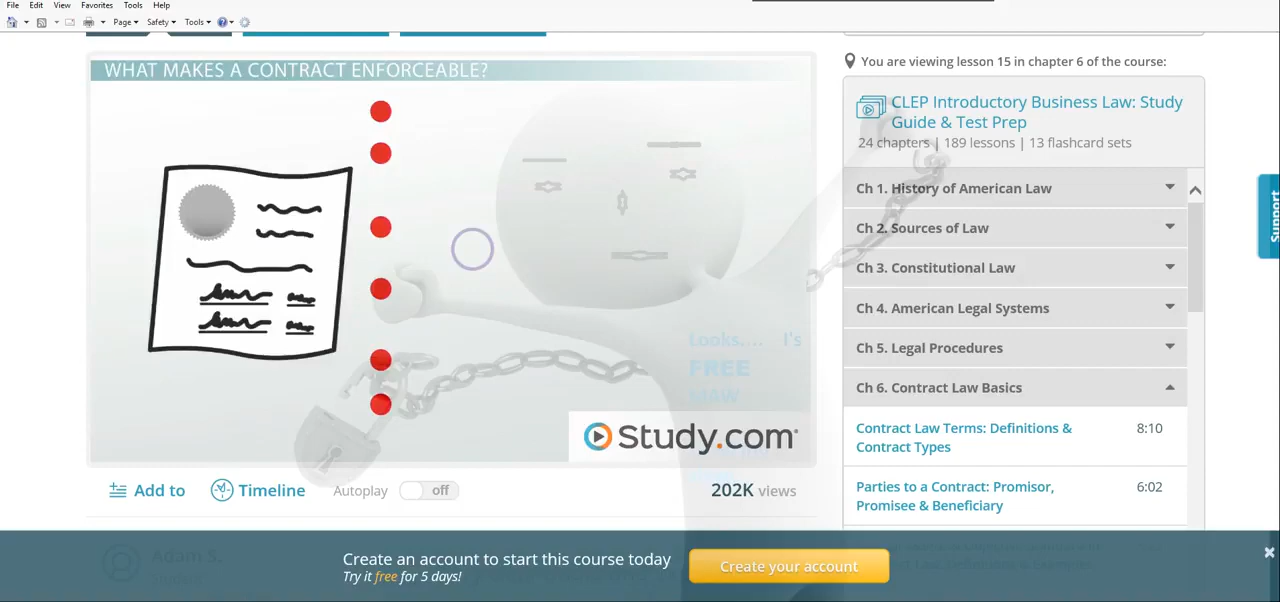 File Edit View Favorites Tools Help
Page Safety Tools
WHAT MAKES A CONTRACT ENFORCEABLE?
Looks.... I's
FREE
MAW
Study.com
Add to Timeline Autoplay off 202K views
Adam S.
You are viewing lesson 15 in chapter 6 of the course:
CLEP Introductory Business Law: Study
Guide & Test Prep
24 chapters | 189 lessons | 13 flashcard sets
Ch 1. History of American Law
Ch 2. Sources of Law
Ch 3. Constitutional Law
Ch 4. American Legal Systems
Ch 5. Legal Procedures
Ch 6. Contract Law Basics
Contract Law Terms: Definitions & 8:10
Contract Types
Parties to a Contract: Promisor, 6:02
Promisee & Beneficiary
Support
Create an account to start this course today
Try it free for 5 days!
Create your account